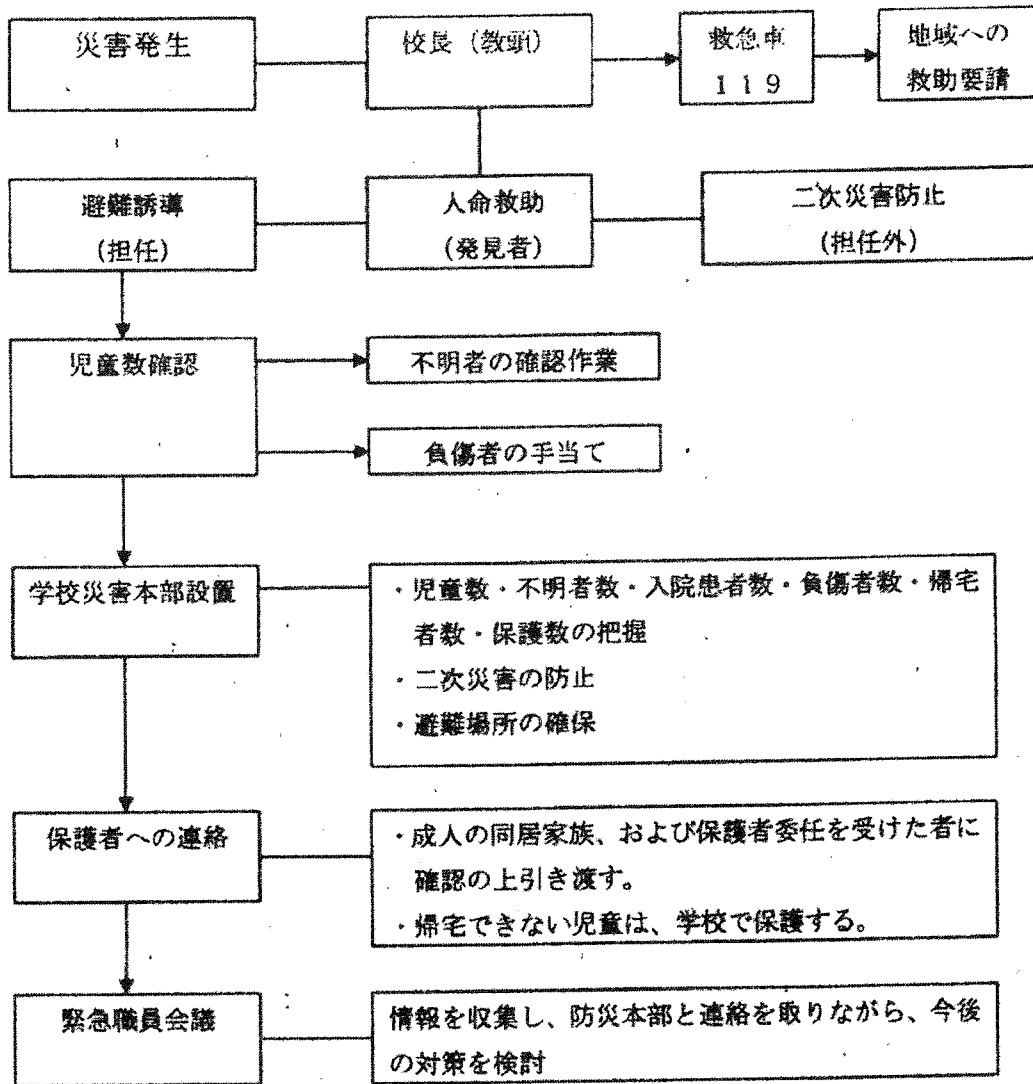 災害発生
校長（教頭）
救急車
１１９
地域への
救助要請
避難誘導
(担任)
人命救助
(発見者)
二次災害防止
(担任外)
児童数確認
不明者の確認作業
負傷者の手当て
学校災害本部設置
・児童数・不明者数・入院患者数・負傷者数・帰宅
者数・保護数の把握
・二次災害の防止
・避難場所の確保
保護者への連絡
・成人の同居家族、および保護者委任を受けた者に
確認の上引き渡す。
・帰宅できない児童は、学校で保護する。
緊急職員会議
情報を収集し、防災本部と連絡を取りながら、今後
の対策を検討